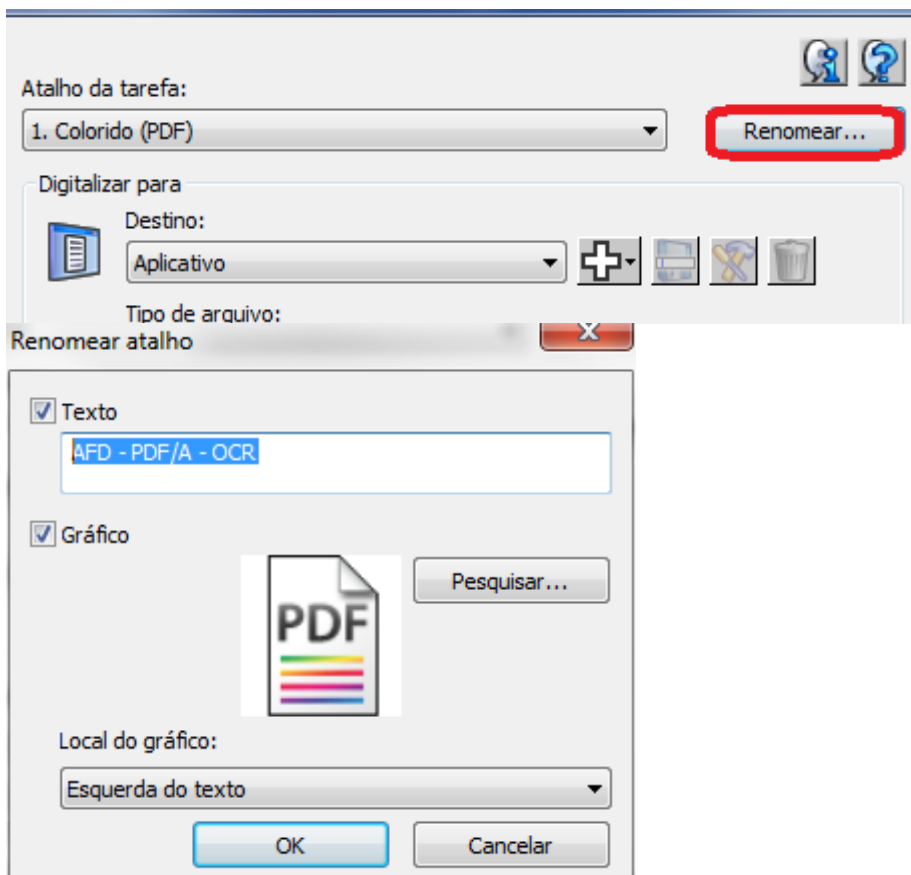 Atalho da tarefa:
1. Colorido (PDF)
Renomear...
Digitalizar para
Destino:
Aplicativo
Tipo de arquivo:
Renomear atalho
Texto
AFD - PDF/A - OCR
Gráfico
Pesquisar...
PDF
Local do gráfico:
Esquerda do texto
OK
Cancelar